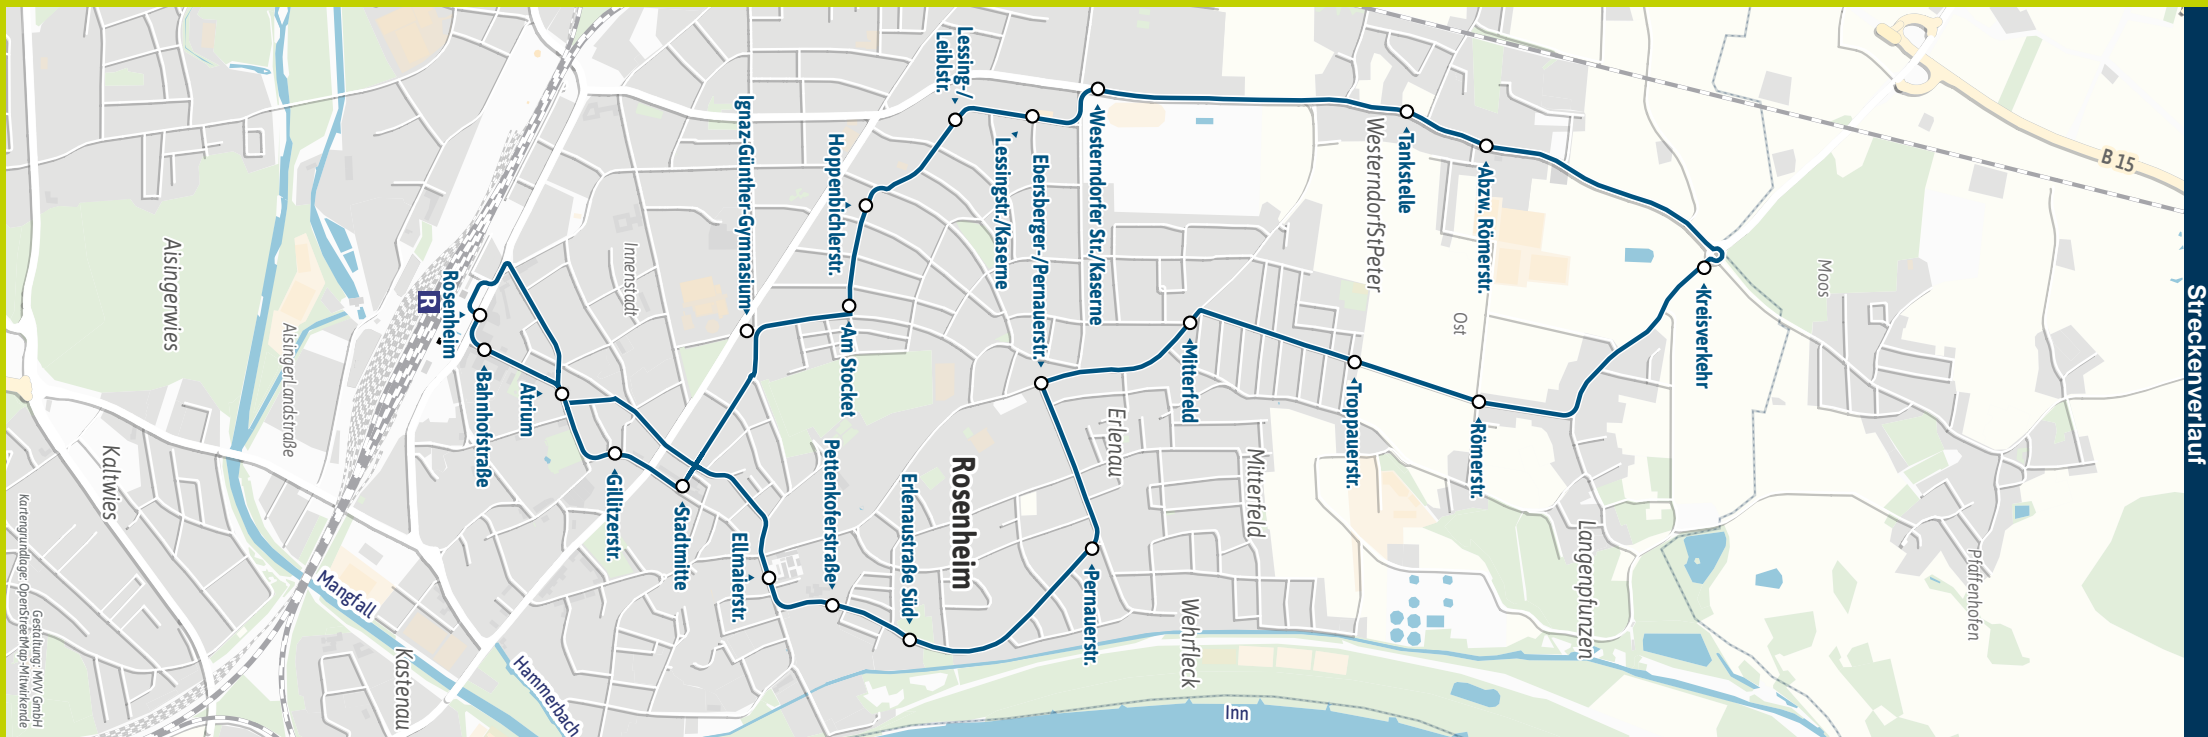 Streckenverlauf
B 15
Moos
Pfaffenhofen
Kreisverkehr
Langenpfunzen
Abzw. Römerstr.
Ost
Römerstr.
Tankstelle
WesterndorfStPeter
Troppauerstr.
Mitterfeld
Mitterfeld
Inn
Wehrfleck
Erlenau
Westerndorfer Str./Kaserne
Pernauerstr.
Ebersberger-/Pernauerstr.
Lessingstr./Kaserne
Lessing-/
Leiblstr.
Rosenheim
Erlenaustraße Süd
Hoppenbichlerstr.
Am Stocket
Pettenkoferstraße
Ignaz-Günther-Gymnasium
Ellmaierstr.
Stadtmitte
Innenstadt
Gillitzerstr.
Hammerbach
Atrium
Bahnhofstraße
Rosenheim
R
Kastenau
Mangfall
AisingerLandstraße
Aisingerwies
Kaltwies
Gestaltung: MVV GmbH
Kartengrundlage: OpenStreetMap-Mitwirkende